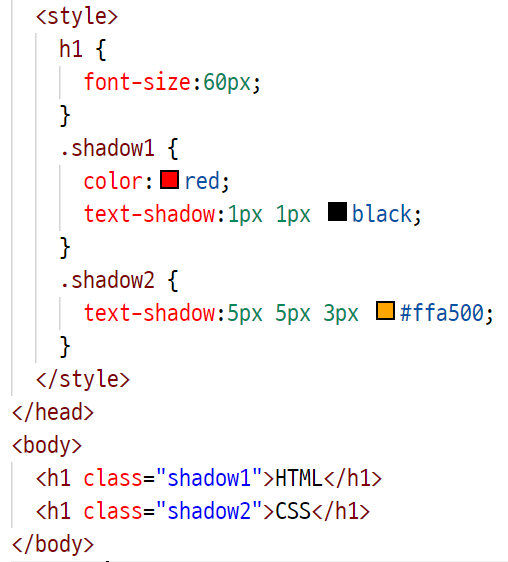 <style>
h1 {
font-size:60px;
}
.shadow1 {
color: red;
text-shadow:1px 1px black;
}
.shadow2 {
text-shadow:5px 5px 3px #ffa500;
}
</style>
</head>
<body>
<h1 class="shadow1">HTML</h1>
<h1 class="shadow2">CSS</h1>
</body>